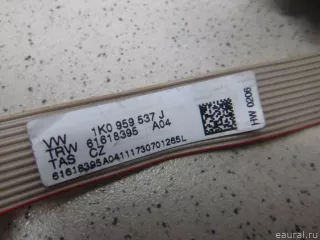 VW 1K0 959 537 J
TRW 61618395 A04
TAS CZ
61618395A04111730701265L
HW 0206
eaural.ru